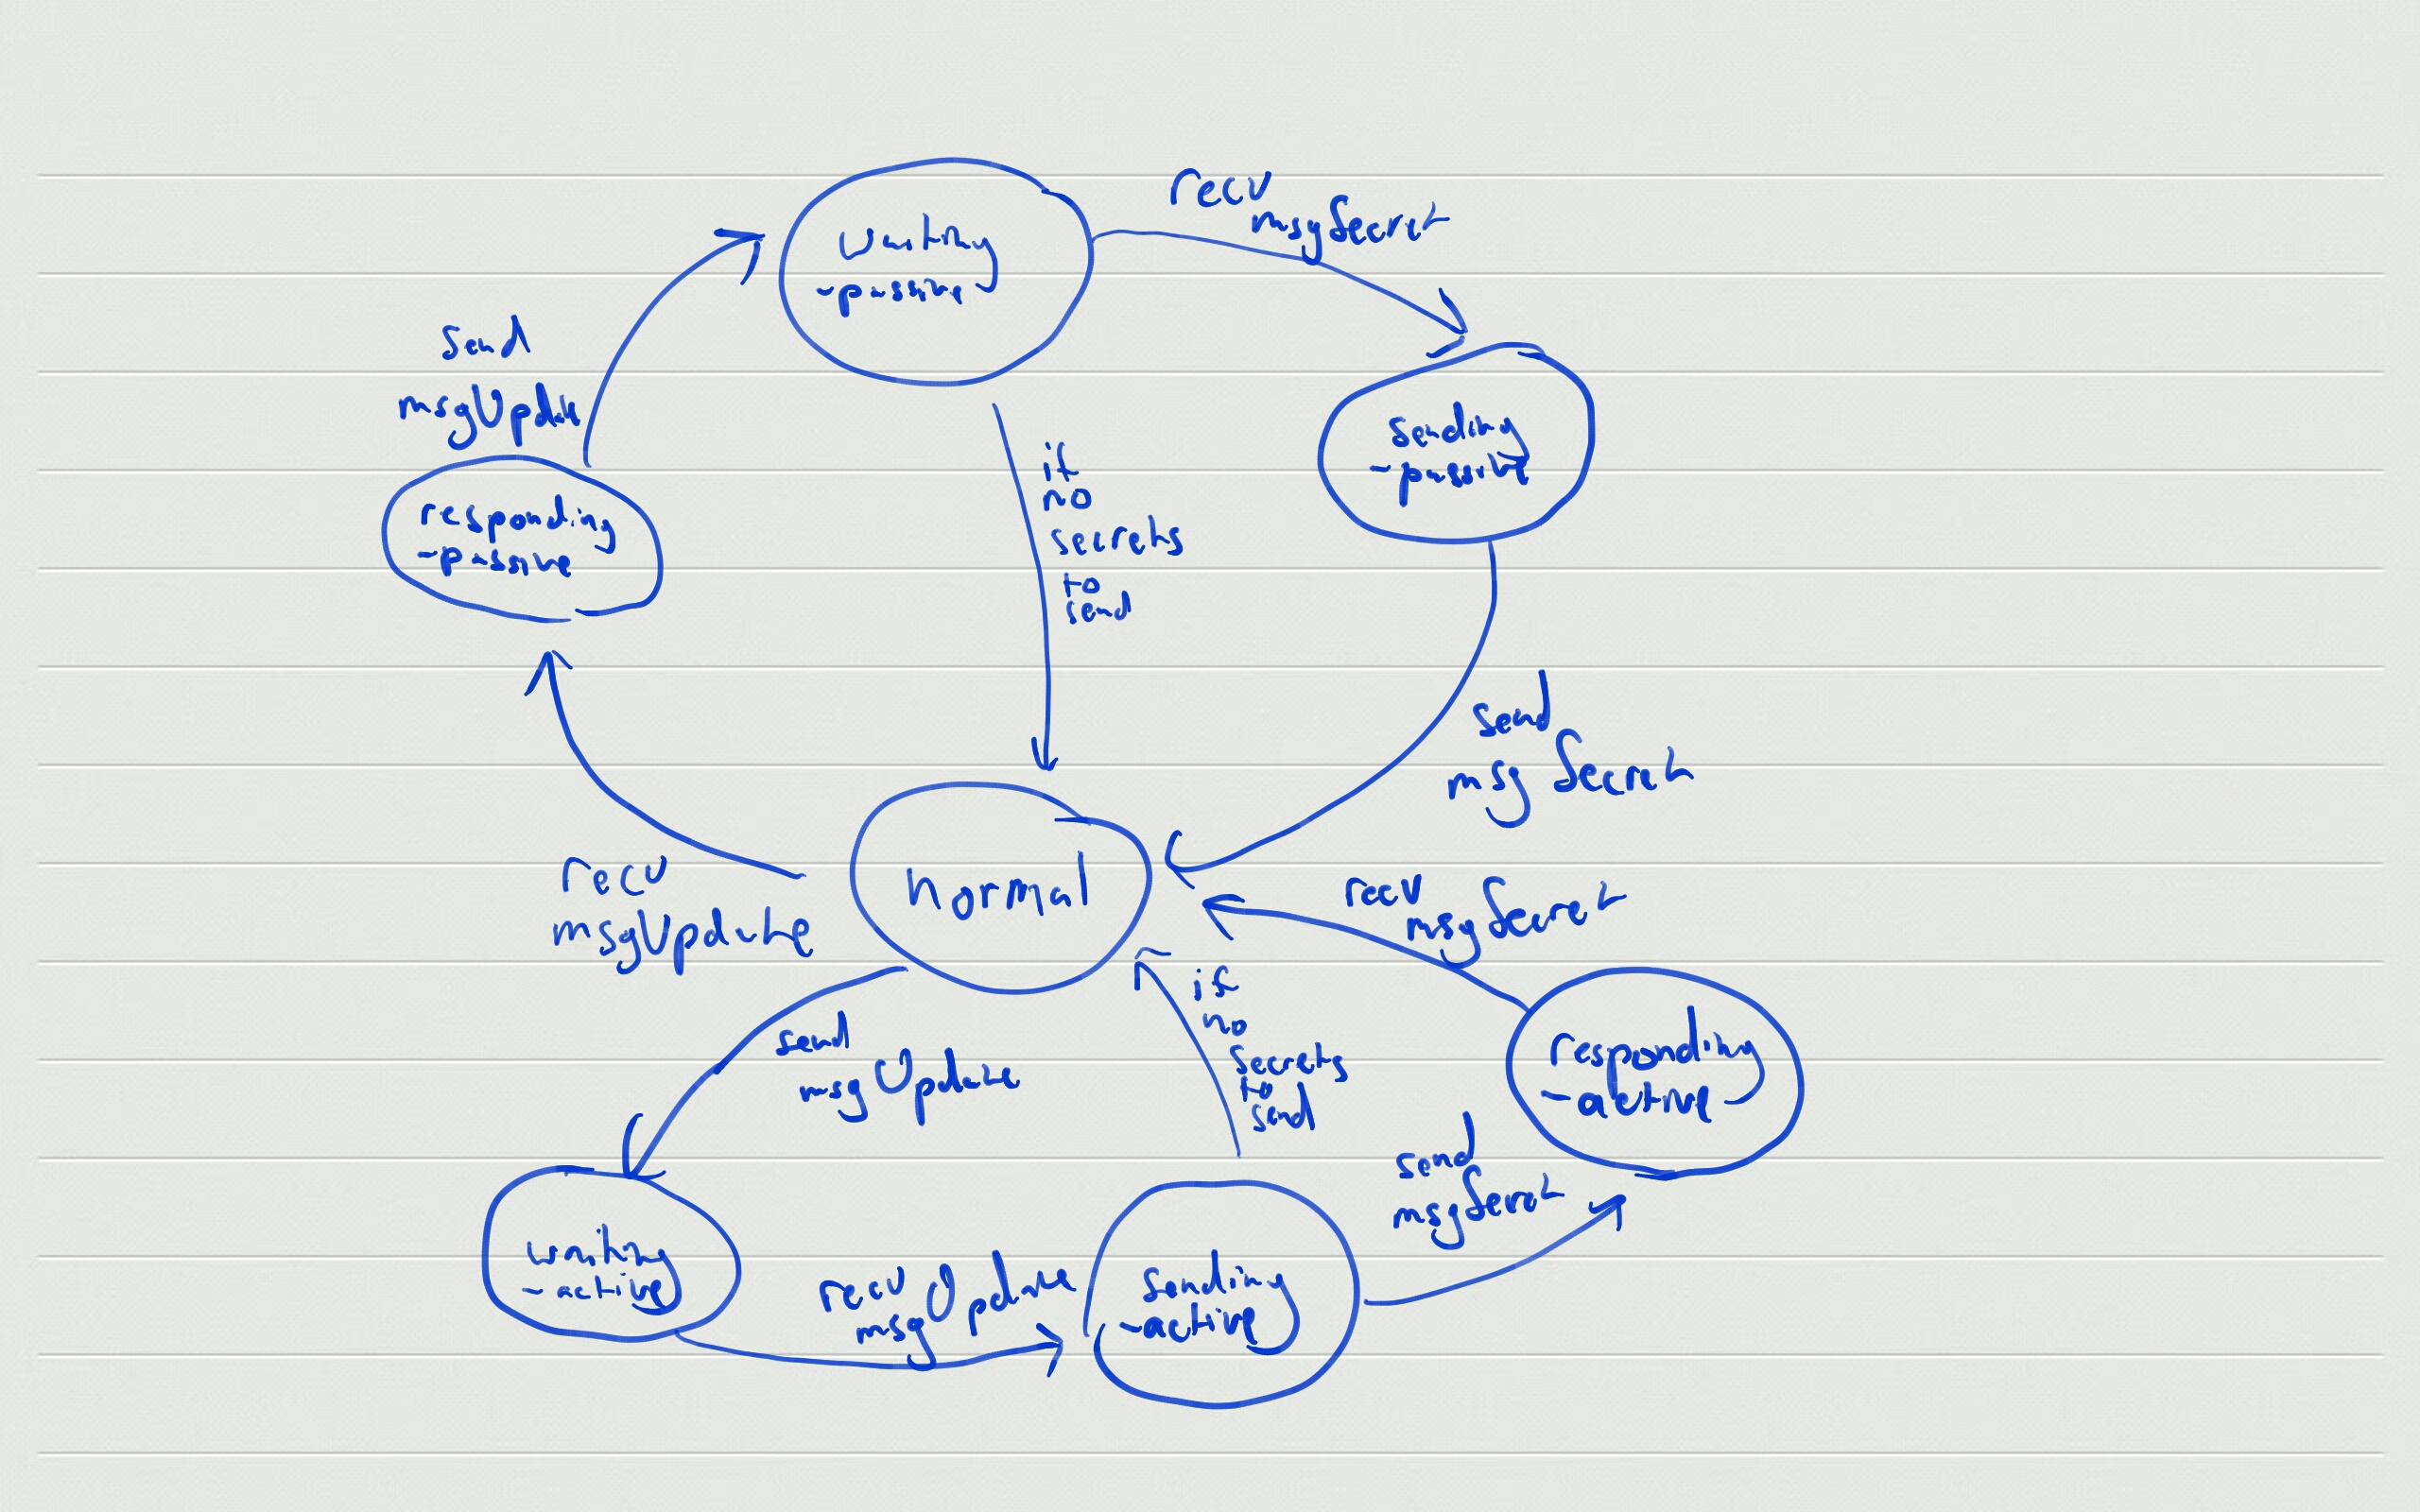 recv
msgSecret
waiting
-passive
send
msgUpdate
sending
-passive
if
no
secrets
to
send
responding
-passive
send
msgSecret
normal
recv
msgUpdate
recv
msgSecret
if
no
secrets
to
send
send
msgUpdate
responding
-active
send
msgSecret
waiting
-active
recv
msgUpdate
sending
-active